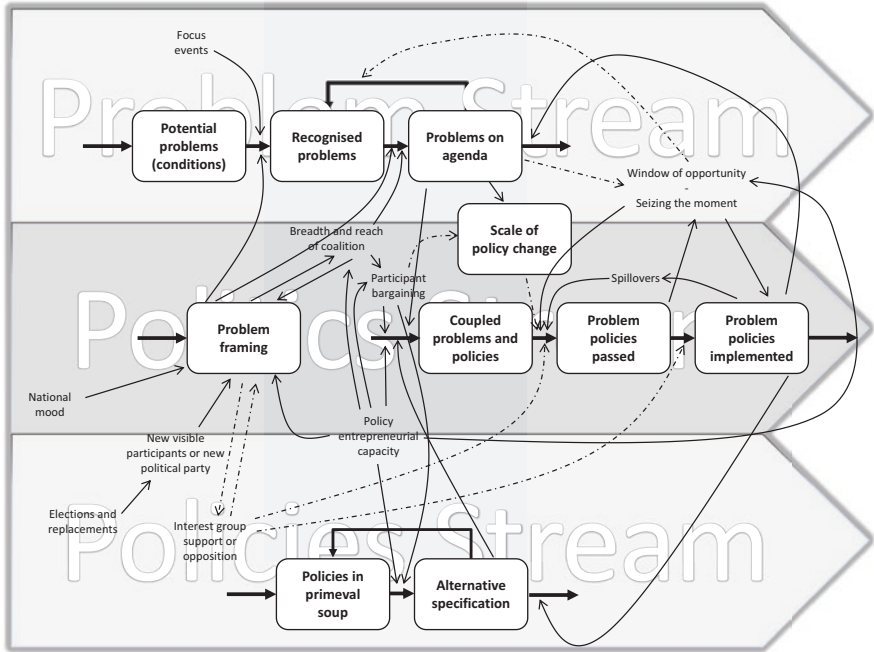 Problem Stream
Focus
events
Potential
problems
(conditions)
Recognised
problems
Problems on
agenda
Window of opportunity
-
Seizing the moment
Scale of
policy change
Politics Stream
Breadth and reach
of coalition
Participant
bargaining
Spillovers
Problem
framing
Coupled
problems and
policies
Problem
policies
passed
Problem
policies
implemented
National
mood
Policy
entrepreneurial
capacity
New visible
participants or new
political party
Elections and
replacements
Interest group
support or
opposition
Policies Stream
Policies in
primeval
soup
Alternative
specification